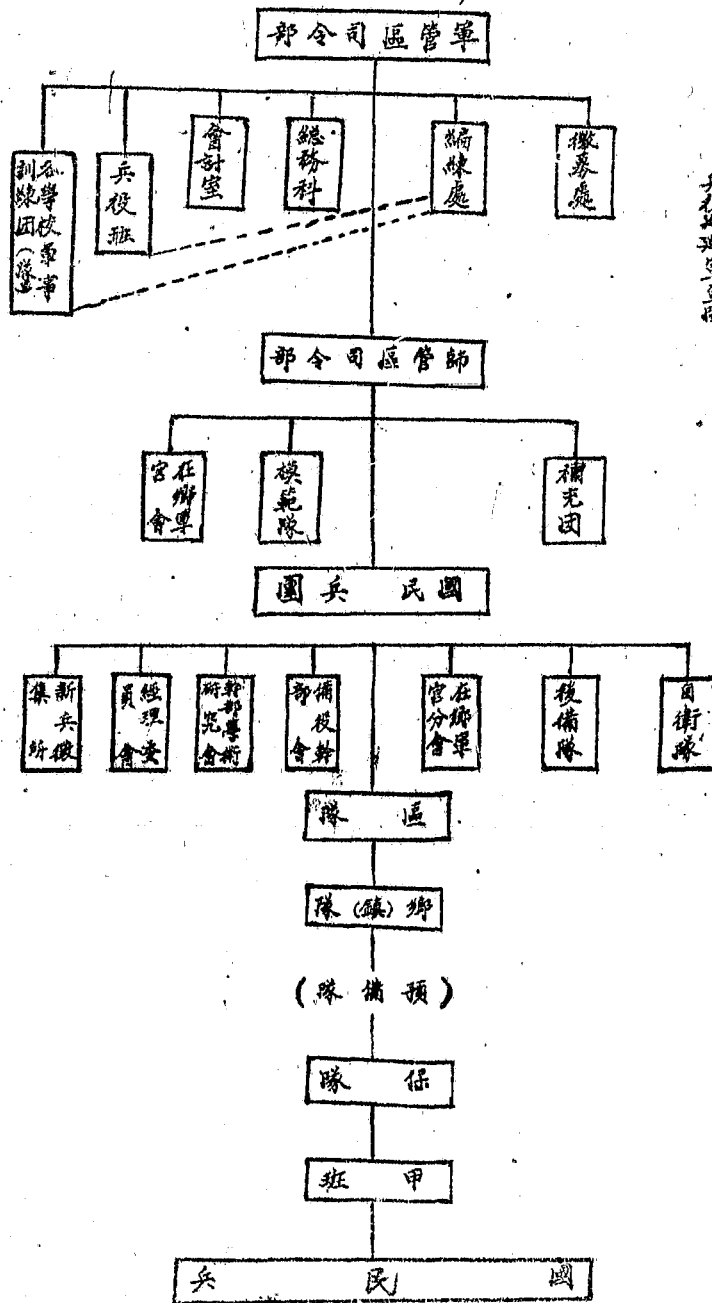 軍管區司令部
徵募處
編練處
總務科
會計室
兵役班
各學校軍事
訓練团(隊)
師管區司令部
補充团
模範隊
在鄉軍
官會
國民兵團
自衛隊
後備隊
在鄉軍
官分會
備役幹
部會
幹部學術
研究會
經理委
員會
新兵徵
集所
區隊
鄉(鎮)隊
(預備隊)
保隊
甲班
國民兵